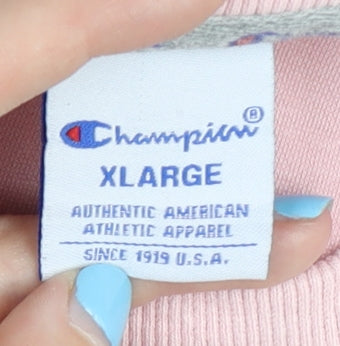 Champion®
XLARGE
AUTHENTIC AMERICAN
ATHLETIC APPAREL
SINCE 1919 U.S.A.